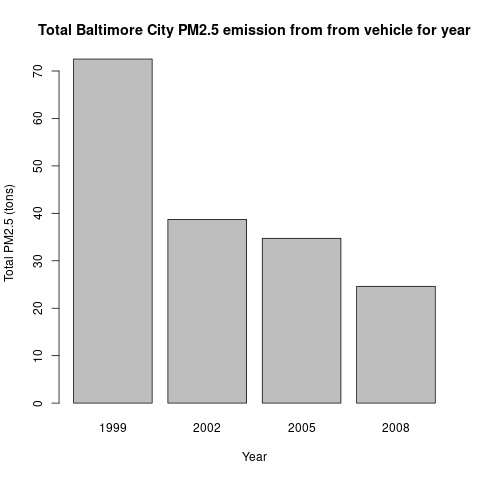 Total Baltimore City PM2.5 emission from from vehicle for year
Total PM2.5 (tons)
70
60
50
40
30
20
10
0
1999 2002 2005 2008
Year